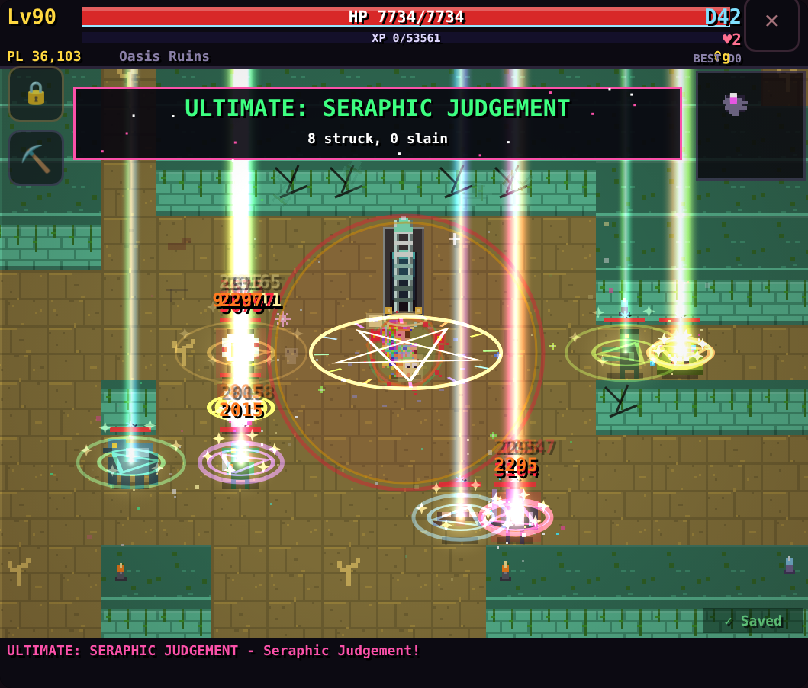 Lv90
HP 7734/7734
D42
XP 0/53561
♥2
PL 36,103
Oasis Ruins
ULTIMATE: SERAPHIC JUDGEMENT
8 struck, 0 slain
2015
2295
✓ Saved
ULTIMATE: SERAPHIC JUDGEMENT - Seraphic Judgement!